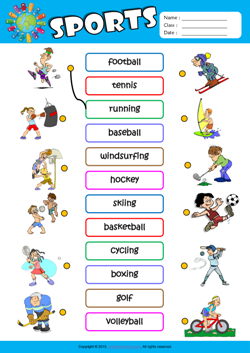 SPORTS
Name :
Class :
Date :
football
tennis
running
baseball
windsurfing
hockey
skiing
basketball
cycling
boxing
golf
volleyball